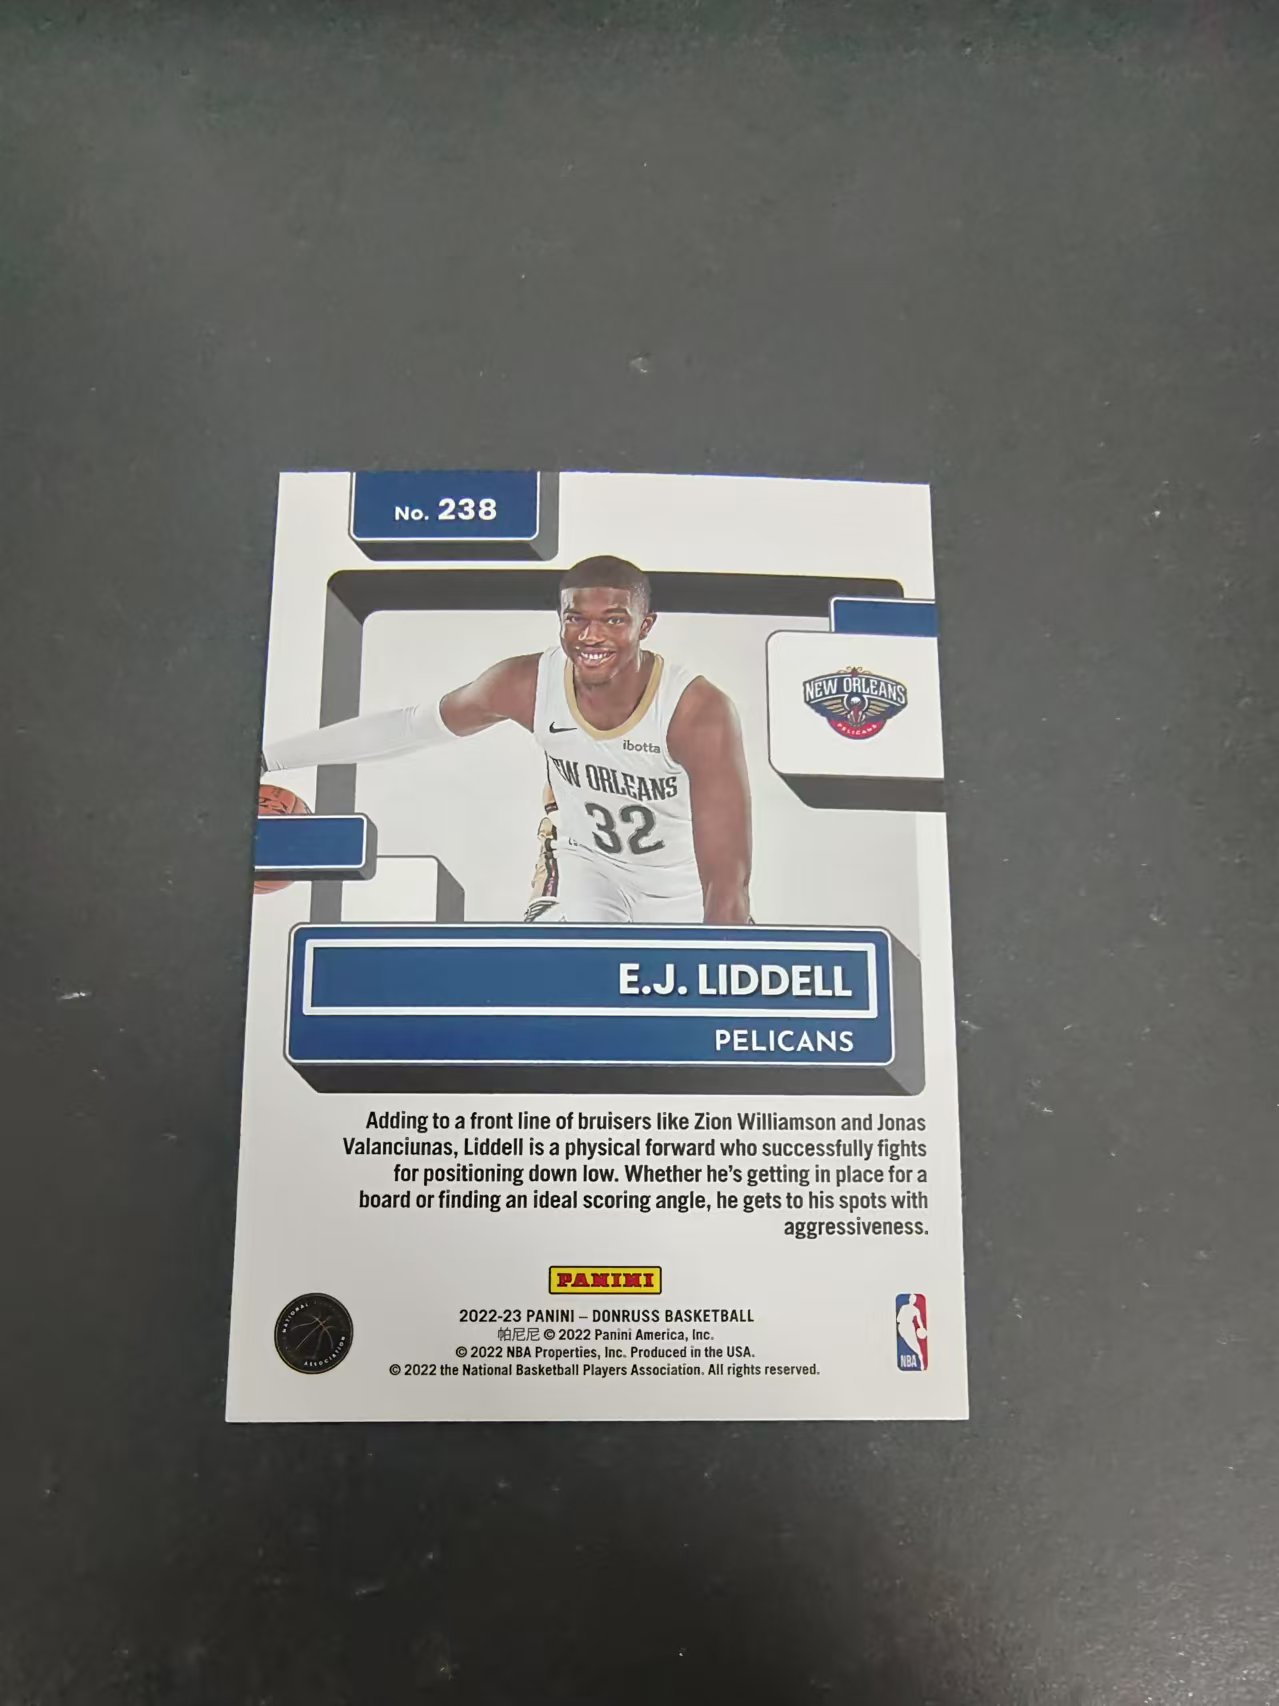 No. 238
NEW ORLEANS
PELICANS
ibotta
EW ORLEANS
32
E.J. LIDDELL
PELICANS
Adding to a front line of bruisers like Zion Williamson and Jonas
Valanciunas, Liddell is a physical forward who successfully fights
for positioning down low. Whether he's getting in place for a
board or finding an ideal scoring angle, he gets to his spots with
aggressiveness.
PANINI
2022-23 PANINI – DONRUSS BASKETBALL
帕尼尼 © 2022 Panini America, Inc.
© 2022 NBA Properties, Inc. Produced in the USA.
© 2022 the National Basketball Players Association. All rights reserved.
NATIONAL
ASSOCIATION
NBA